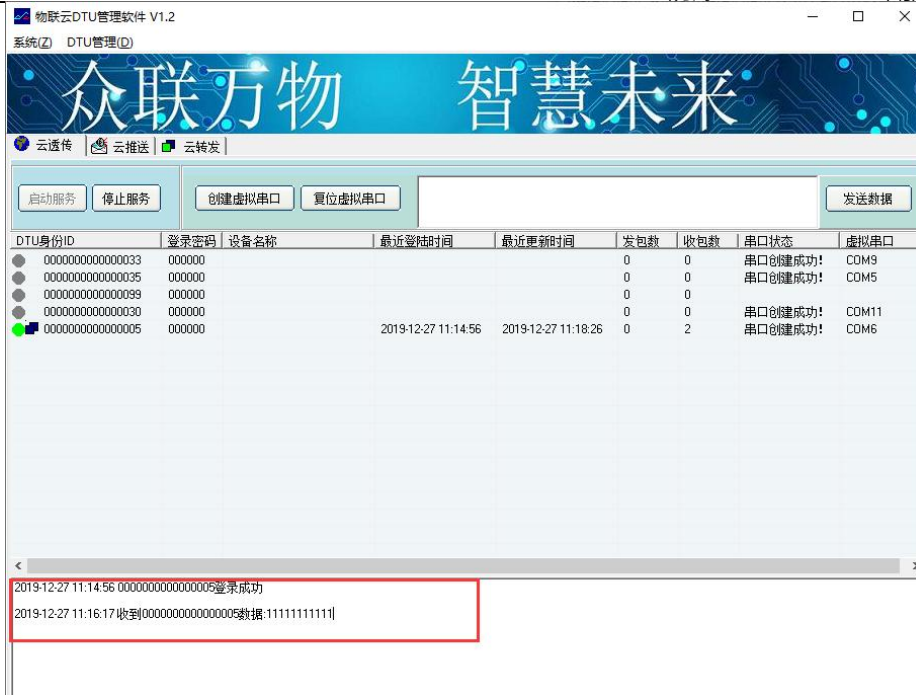 物联云DTU管理软件 V1.2
系统(Z) DTU管理(D)
众联万物 智慧未来
云透传 云推送 云转发
启动服务 停止服务 创建虚拟串口 复位虚拟串口 发送数据
DTU身份ID 登录密码 设备名称 最近登陆时间 最近更新时间 发包数 收包数 串口状态 虚拟串口
0000000000000033 000000 0 0 串口创建成功! COM9
0000000000000035 000000 0 0 串口创建成功! COM5
0000000000000099 000000 0 0
0000000000000030 000000 0 0 串口创建成功! COM11
0000000000000005 000000 2019-12-27 11:14:56 2019-12-27 11:18:26 0 2 串口创建成功! COM6
2019-12-27 11:14:56 0000000000000005登录成功
2019-12-27 11:16:17 收到0000000000000005数据:11111111111